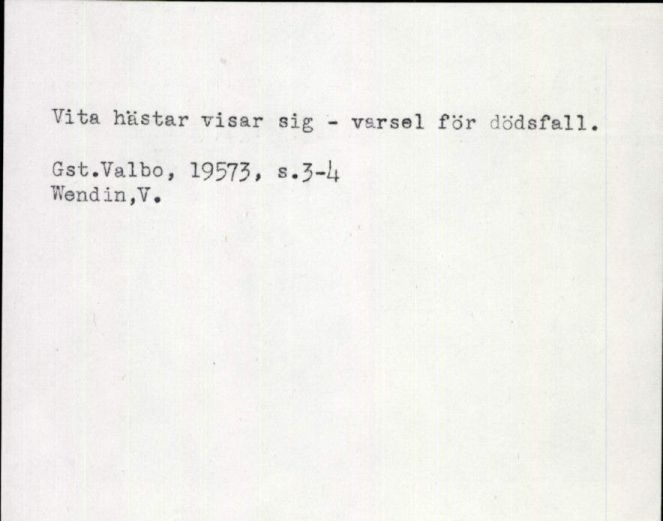 Vita hästar visar sig - varsel för dödsfall.
Gst.Valbo, 19573, s.3-4
Wendin,V.